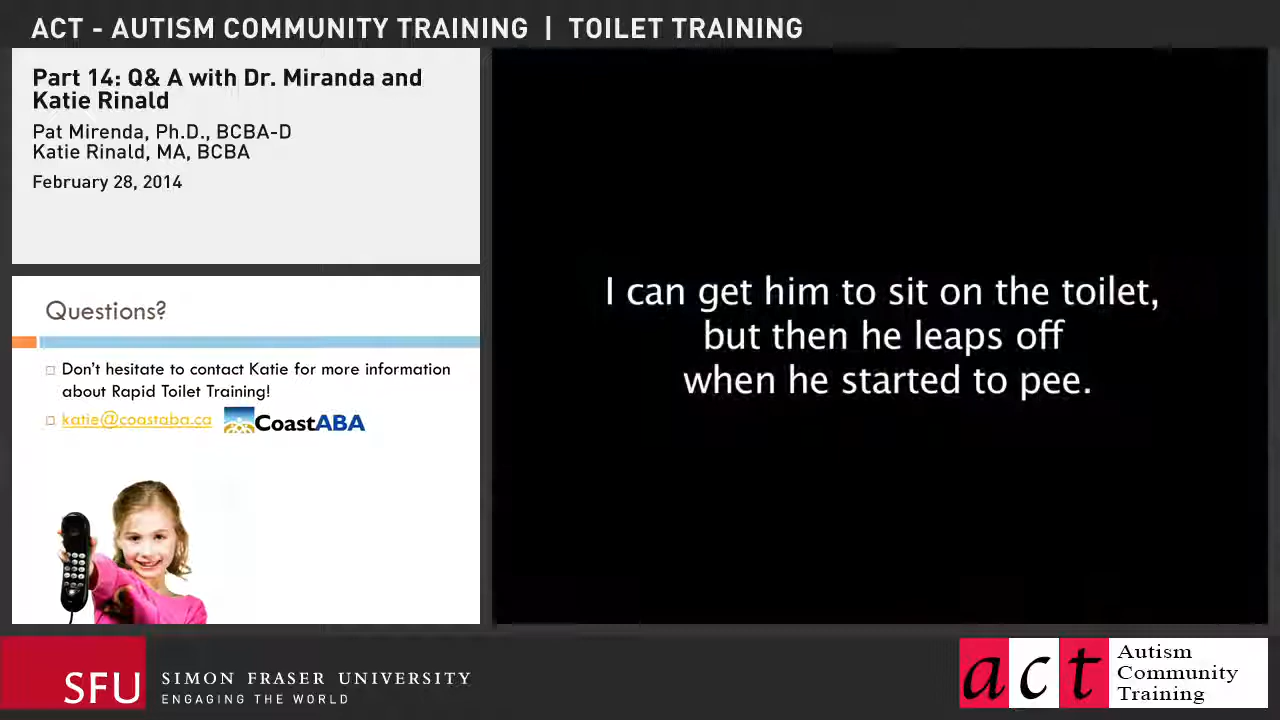 ACT - AUTISM COMMUNITY TRAINING | TOILET TRAINING
Part 14: Q& A with Dr. Miranda and
Katie Rinald
Pat Mirenda, Ph.D., BCBA-D
Katie Rinald, MA, BCBA
February 28, 2014
Questions?
Don't hesitate to contact Katie for more information
about Rapid Toilet Training!
katie@coastaba.ca
CoastABA
I can get him to sit on the toilet,
but then he leaps off
when he started to pee.
SFU
SIMON FRASER UNIVERSITY
ENGAGING THE WORLD
act
Autism
Community
Training